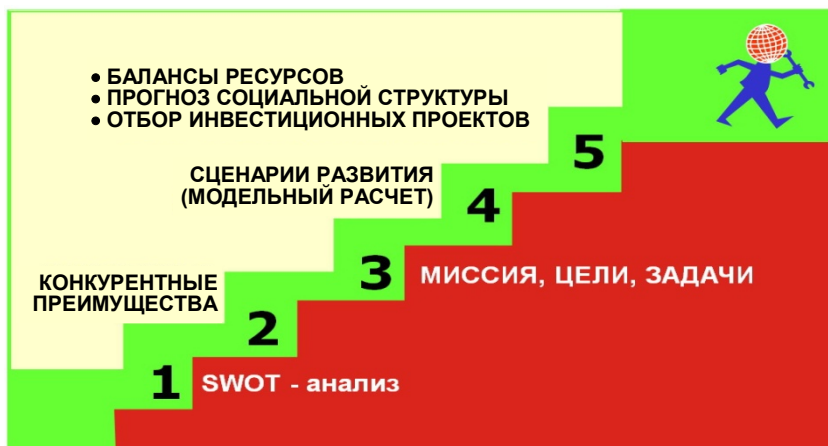 • БАЛАНСЫ РЕСУРСОВ
• ПРОГНОЗ СОЦИАЛЬНОЙ СТРУКТУРЫ
• ОТБОР ИНВЕСТИЦИОННЫХ ПРОЕКТОВ
5
СЦЕНАРИИ РАЗВИТИЯ
(МОДЕЛЬНЫЙ РАСЧЕТ)
4
3
МИССИЯ, ЦЕЛИ, ЗАДАЧИ
КОНКУРЕНТНЫЕ
ПРЕИМУЩЕСТВА
2
1
SWOT - анализ